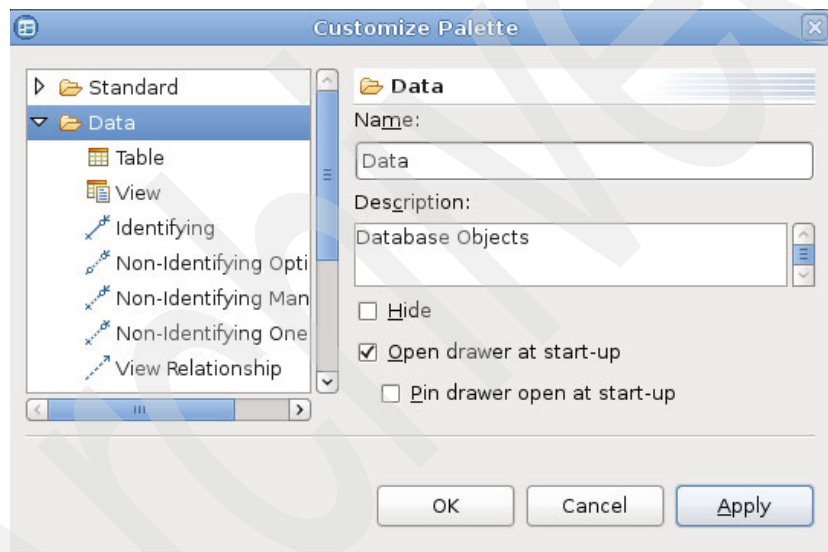 Customize Palette
Standard
Data
Table
View
Identifying
Non-Identifying Opti
Non-Identifying Man
Non-Identifying One
View Relationship
Data
Name:
Data
Description:
Database Objects
Hide
Open drawer at start-up
Pin drawer open at start-up
OK
Cancel
Apply